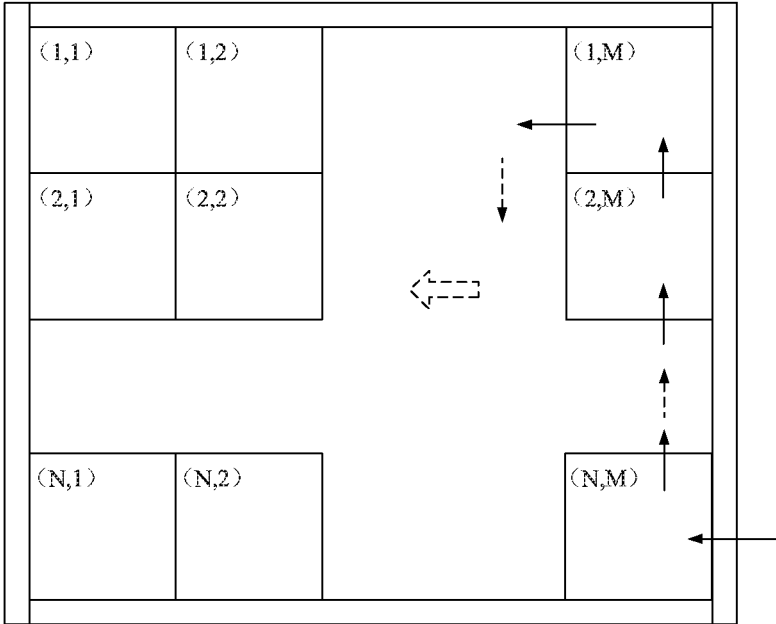 （1,1） （1,2） （1,M）
（2,1） （2,2） （2,M）
（N,1） （N,2） （N,M）